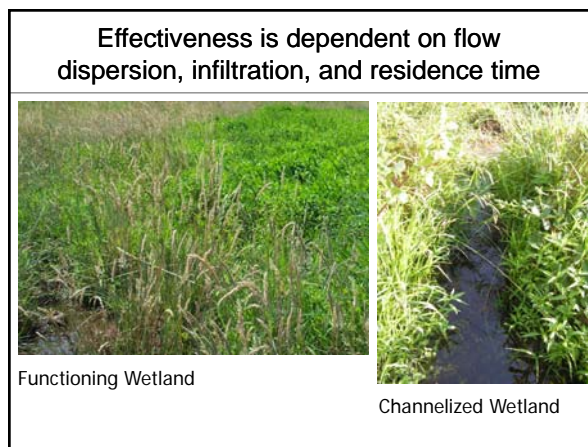 Effectiveness is dependent on flow
dispersion, infiltration, and residence time
Functioning Wetland
Channelized Wetland